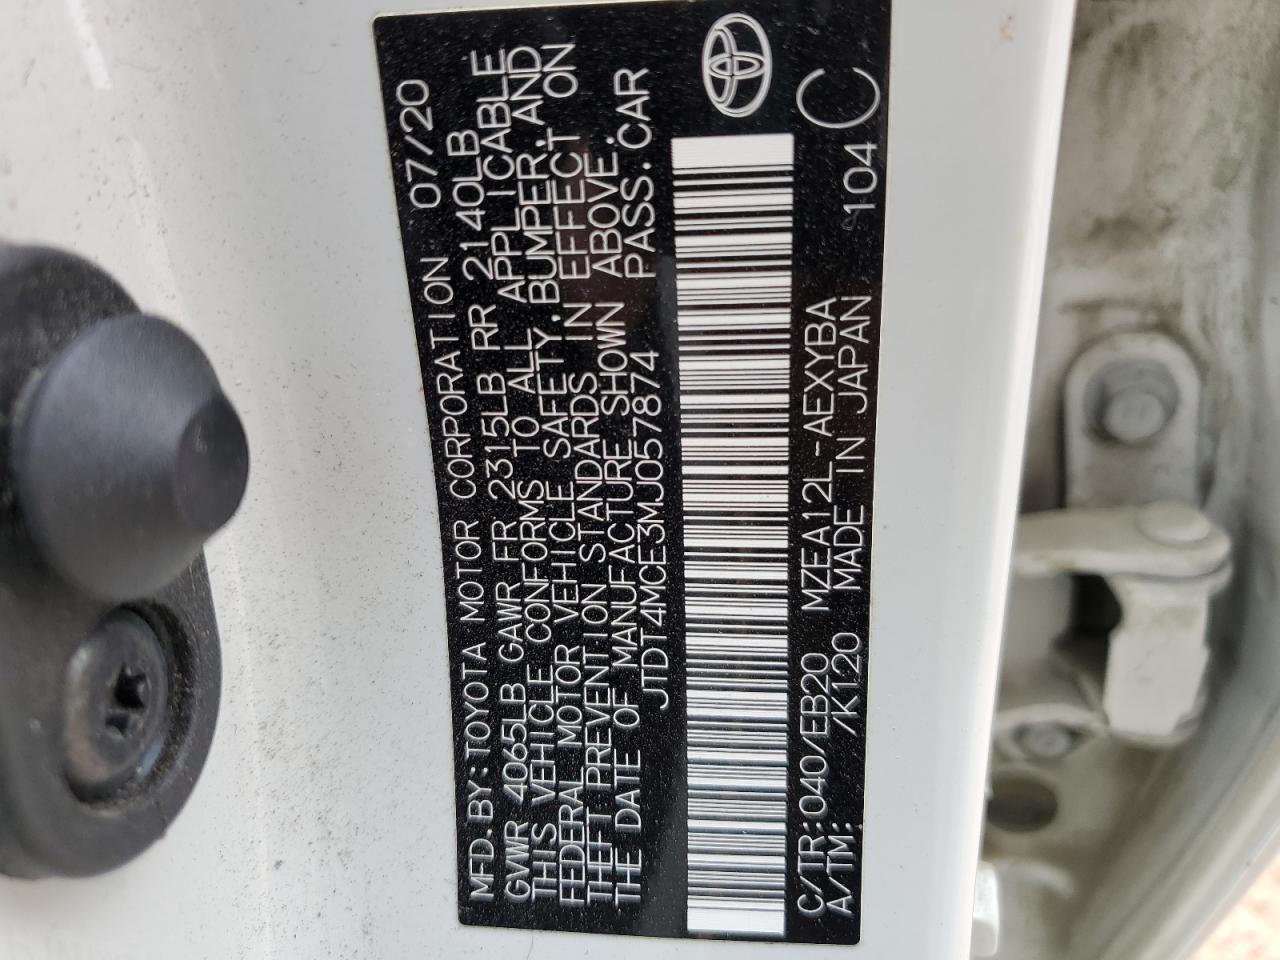 MFD.BY:TOYOTA MOTOR CORPORATION 07/20
GVWR 4065LB GAWR FR 2315LB RR 2140LB
THIS VEHICLE CONFORMS TO ALL APPLICABLE
FEDERAL MOTOR VEHICLE SAFETY,BUMPER,AND
THEFT PREVENTION STANDARDS IN EFFECT ON
THE DATE OF MANUFACTURE SHOWN ABOVE.
JTDT4MCE3MJ057874 PASS.CAR
C/TR:040/EB20 MZEA12L-AEXYBA
A/TM: /K120 MADE IN JAPAN 104 C